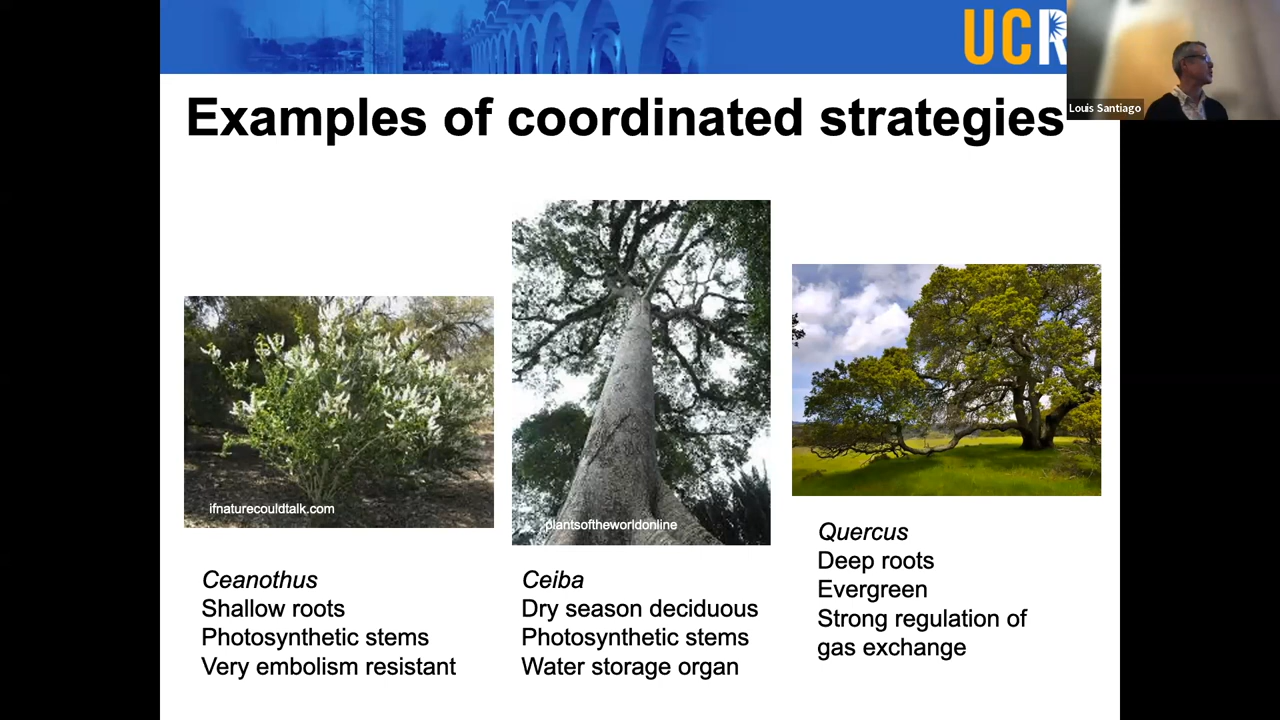 UCR
Louis Santiago
Examples of coordinated strategies
ifnaturecouldtalk.com
plantsoftheworldonline
Ceanothus
Shallow roots
Photosynthetic stems
Very embolism resistant
Ceiba
Dry season deciduous
Photosynthetic stems
Water storage organ
Quercus
Deep roots
Evergreen
Strong regulation of
gas exchange